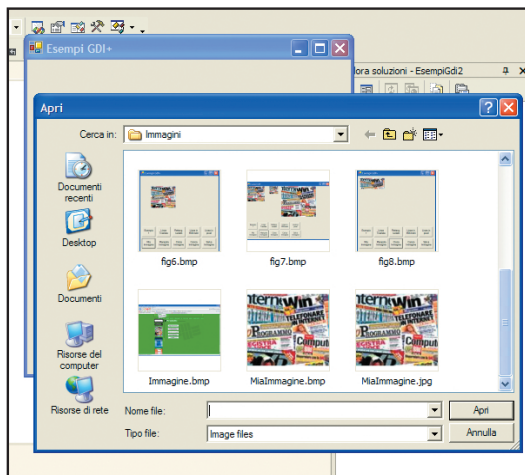 Esempi GDI+
lora soluzioni - EsempiGdi2
Apri
Cerca in:
Immagini
Documenti
recenti
Desktop
Documenti
Risorse del
computer
Risorse di rete
fig6.bmp
fig7.bmp
fig8.bmp
Immagine.bmp
MiaImmagine.bmp
MiaImmagine.jpg
Nome file:
Apri
Tipo file:
Image files
Annulla